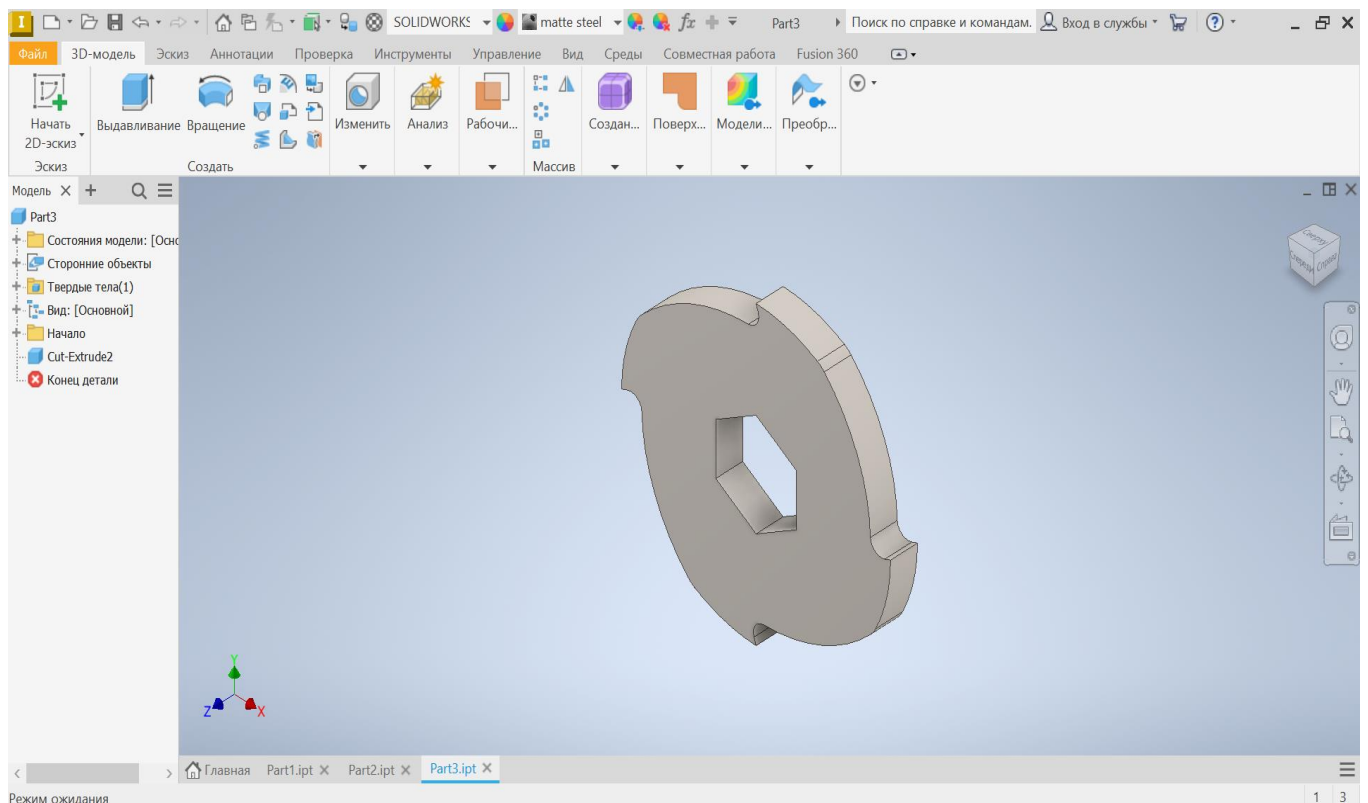 SOLIDWORKS matte steel fx Part3 Поиск по справке и командам. Вход в службы
Файл 3D-модель Эскиз Аннотации Проверка Инструменты Управление Вид Среды Совместная работа Fusion 360
Начать 2D-эскиз Выдавливание Вращение Изменить Анализ Рабочи... Создан... Поверх... Модели... Преобр...
Эскиз Создать Массив
Модель
Part3
Состояния модели: [Осно
Сторонние объекты
Твердые тела(1)
Вид: [Основной]
Начало
Cut-Extrude2
Конец детали
Сверху
Спереди Справа
Y
Z X
Главная Part1.ipt Part2.ipt Part3.ipt
Режим ожидания 1 3